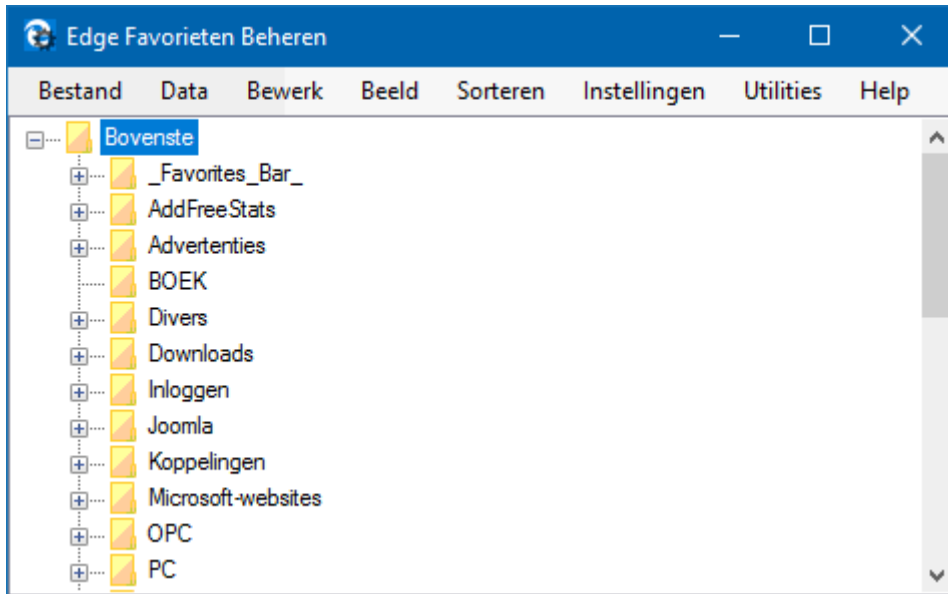 Edge Favorieten Beheren
Bestand Data Bewerk Beeld Sorteren Instellingen Utilities Help
Bovenste
_Favorites_Bar_
AddFreeStats
Advertenties
BOEK
Divers
Downloads
Inloggen
Joomla
Koppelingen
Microsoft-websites
OPC
PC